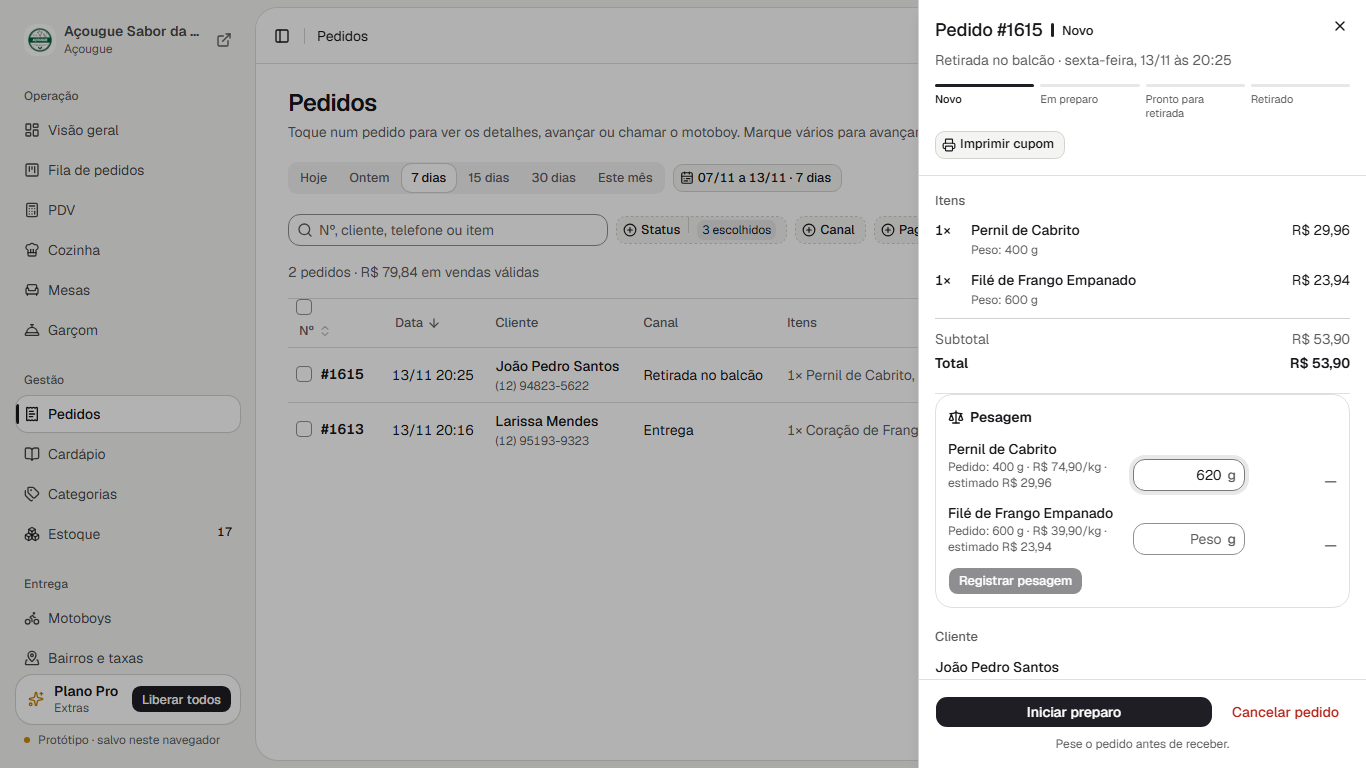 Açougue Sabor da ...
Açougue
Operação
Visão geral
Fila de pedidos
PDV
Cozinha
Mesas
Garçom
Gestão
Pedidos
Cardápio
Categorias
Estoque 17
Entrega
Motoboys
Bairros e taxas
Plano Pro
Extras
Liberar todos
Protótipo · salvo neste navegador
Pedidos
Pedidos
Toque num pedido para ver os detalhes, avançar ou chamar o motoboy. Marque vários para avançar
Hoje Ontem 7 dias 15 dias 30 dias Este mês 07/11 a 13/11 · 7 dias
Nº, cliente, telefone ou item Status 3 escolhidos Canal Pag
2 pedidos · R$ 79,84 em vendas válidas
Nº Data Cliente Canal Itens
#1615 13/11 20:25 João Pedro Santos Retirada no balcão 1× Pernil de Cabrito,
(12) 94823-5622
#1613 13/11 20:16 Larissa Mendes Entrega 1× Coração de Frang
(12) 95193-9323
Pedido #1615 Novo
Retirada no balcão · sexta-feira, 13/11 às 20:25
Novo Em preparo Pronto para retirada Retirado
Imprimir cupom
Itens
1× Pernil de Cabrito R$ 29,96
Peso: 400 g
1× Filé de Frango Empanado R$ 23,94
Peso: 600 g
Subtotal R$ 53,90
Total R$ 53,90
Pesagem
Pernil de Cabrito
Pedido: 400 g · R$ 74,90/kg ·
estimado R$ 29,96
620 g —
Filé de Frango Empanado
Pedido: 600 g · R$ 39,90/kg ·
estimado R$ 23,94
Peso g —
Registrar pesagem
Cliente
João Pedro Santos
Iniciar preparo Cancelar pedido
Pese o pedido antes de receber.